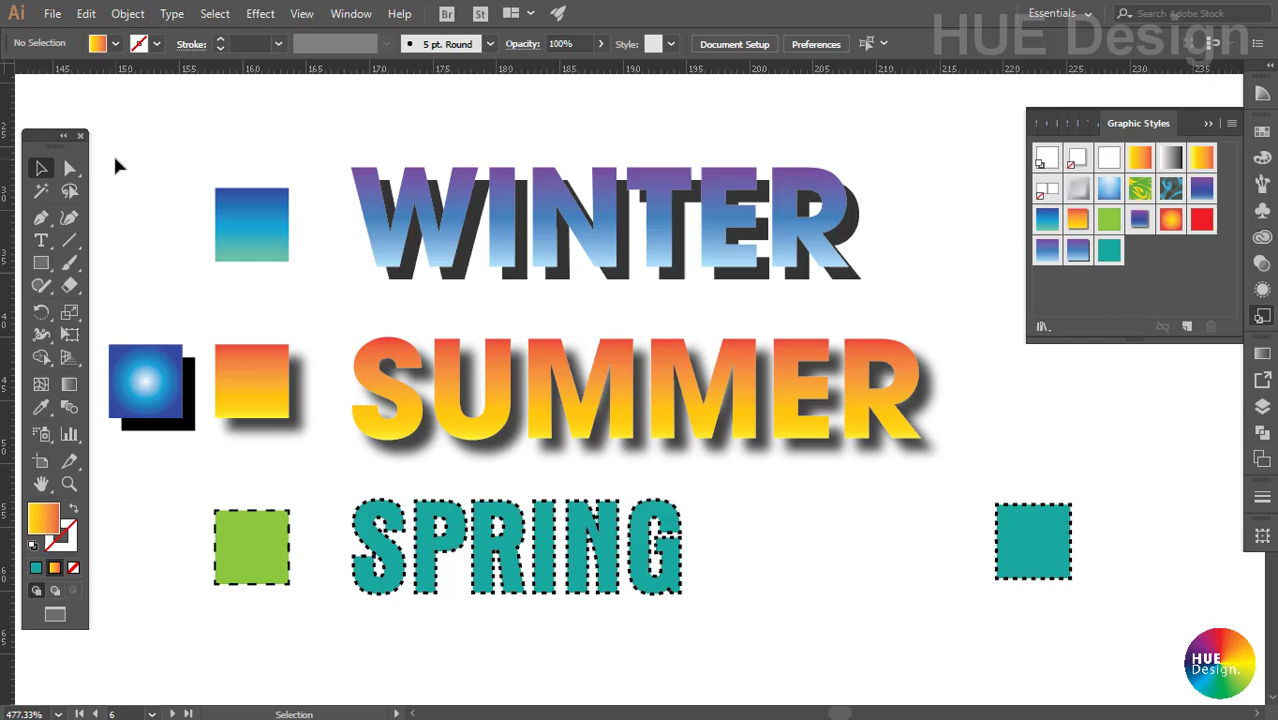 Ai File Edit Object Type Select Effect View Window Help Br St Essentials Search Adobe Stock
HUE Design
No Selection Stroke: 5 pt. Round Opacity: 100% Style: Document Setup Preferences
145 150 155 160 165 170 175 180 185 190 195 200 205 210 215 220 225 230 235
Graphic Styles
WINTER
SUMMER
SPRING
HUE
Design.
477.33% 6 Selection